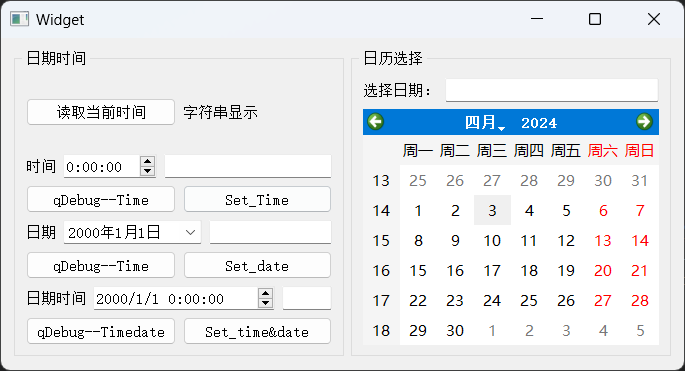 Widget
日期时间
读取当前时间 字符串显示
时间 0:00:00
qDebug--Time Set_Time
日期 2000年1月1日
qDebug--Time Set_date
日期时间 2000/1/1 0:00:00
qDebug--Timedate Set_time&date
日历选择
选择日期：
四月 2024
周一 周二 周三 周四 周五 周六 周日
13 25 26 27 28 29 30 31
14 1 2 3 4 5 6 7
15 8 9 10 11 12 13 14
16 15 16 17 18 19 20 21
17 22 23 24 25 26 27 28
18 29 30 1 2 3 4 5